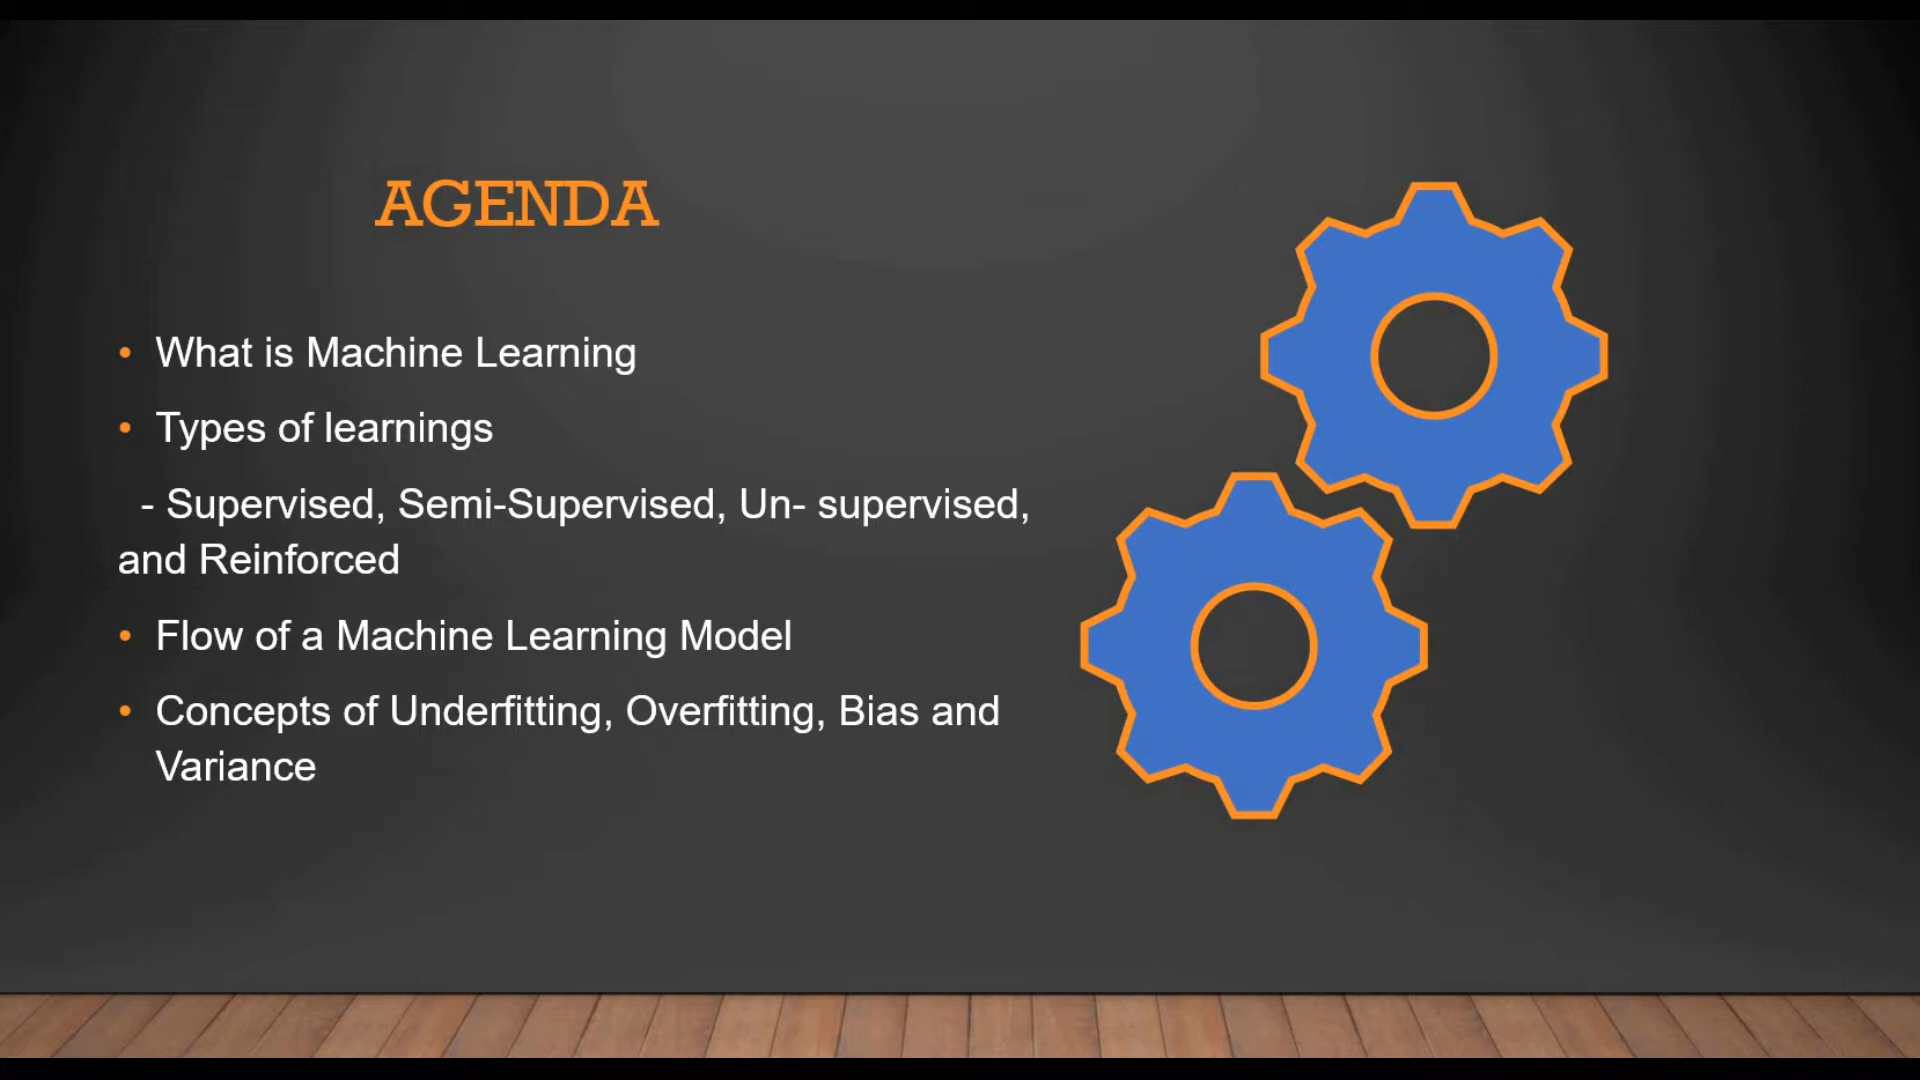 AGENDA
• What is Machine Learning
• Types of learnings
- Supervised, Semi-Supervised, Un- supervised,
and Reinforced
• Flow of a Machine Learning Model
• Concepts of Underfitting, Overfitting, Bias and
Variance